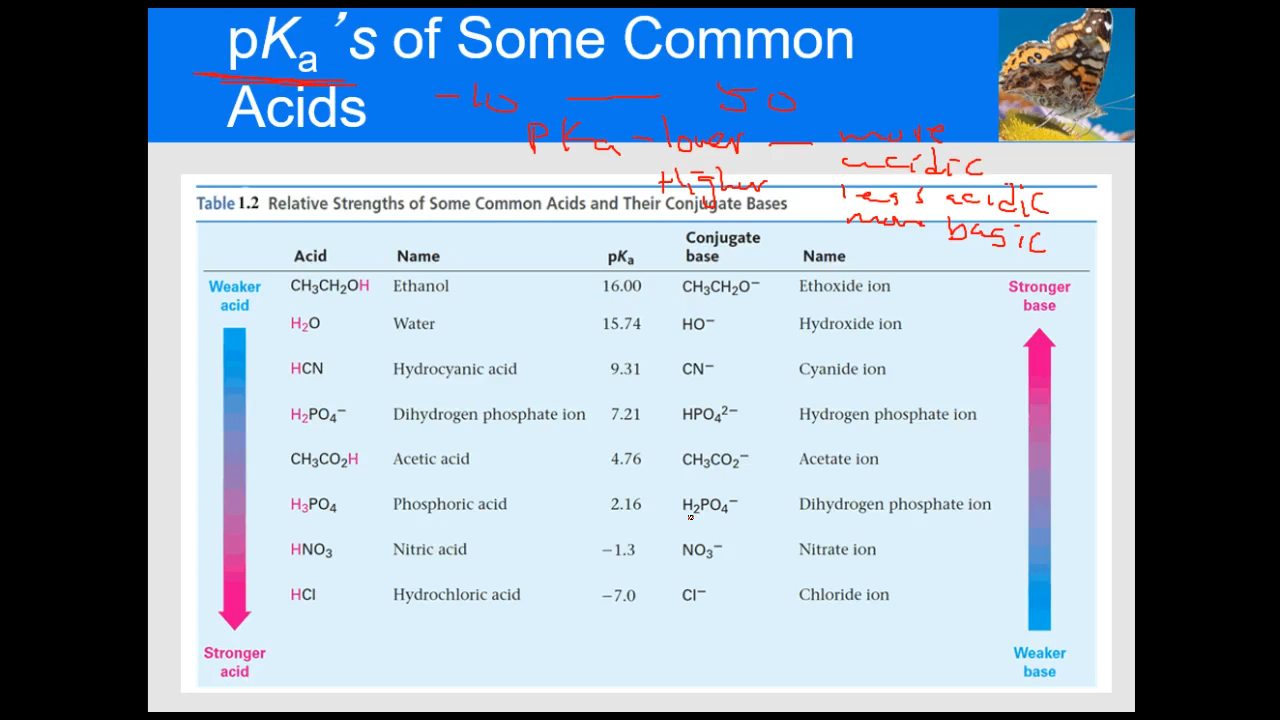 pKa's of Some Common
Acids
-10 — 50
pKa - lower — more
acidic
Higher less acidic
more basic
Table 1.2 Relative Strengths of Some Common Acids and Their Conjugate Bases
Acid Name pKa Conjugate base Name
Weaker acid
Stronger base
CH₃CH₂OH Ethanol 16.00 CH₃CH₂O⁻ Ethoxide ion
H₂O Water 15.74 HO⁻ Hydroxide ion
HCN Hydrocyanic acid 9.31 CN⁻ Cyanide ion
H₂PO₄⁻ Dihydrogen phosphate ion 7.21 HPO₄²⁻ Hydrogen phosphate ion
CH₃CO₂H Acetic acid 4.76 CH₃CO₂⁻ Acetate ion
H₃PO₄ Phosphoric acid 2.16 H₂PO₄⁻ Dihydrogen phosphate ion
HNO₃ Nitric acid −1.3 NO₃⁻ Nitrate ion
HCl Hydrochloric acid −7.0 Cl⁻ Chloride ion
Stronger acid
Weaker base